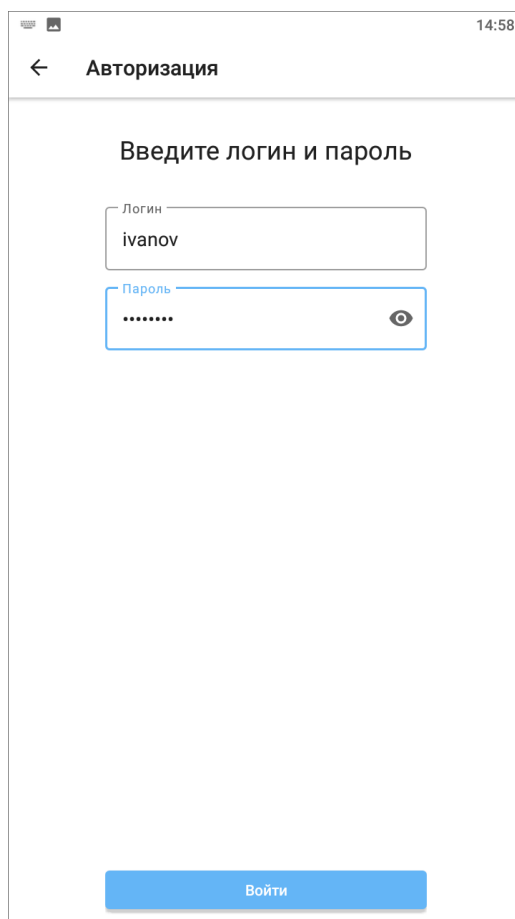 14:58
Авторизация
Введите логин и пароль
Логин
ivanov
Пароль
••••••••
Войти